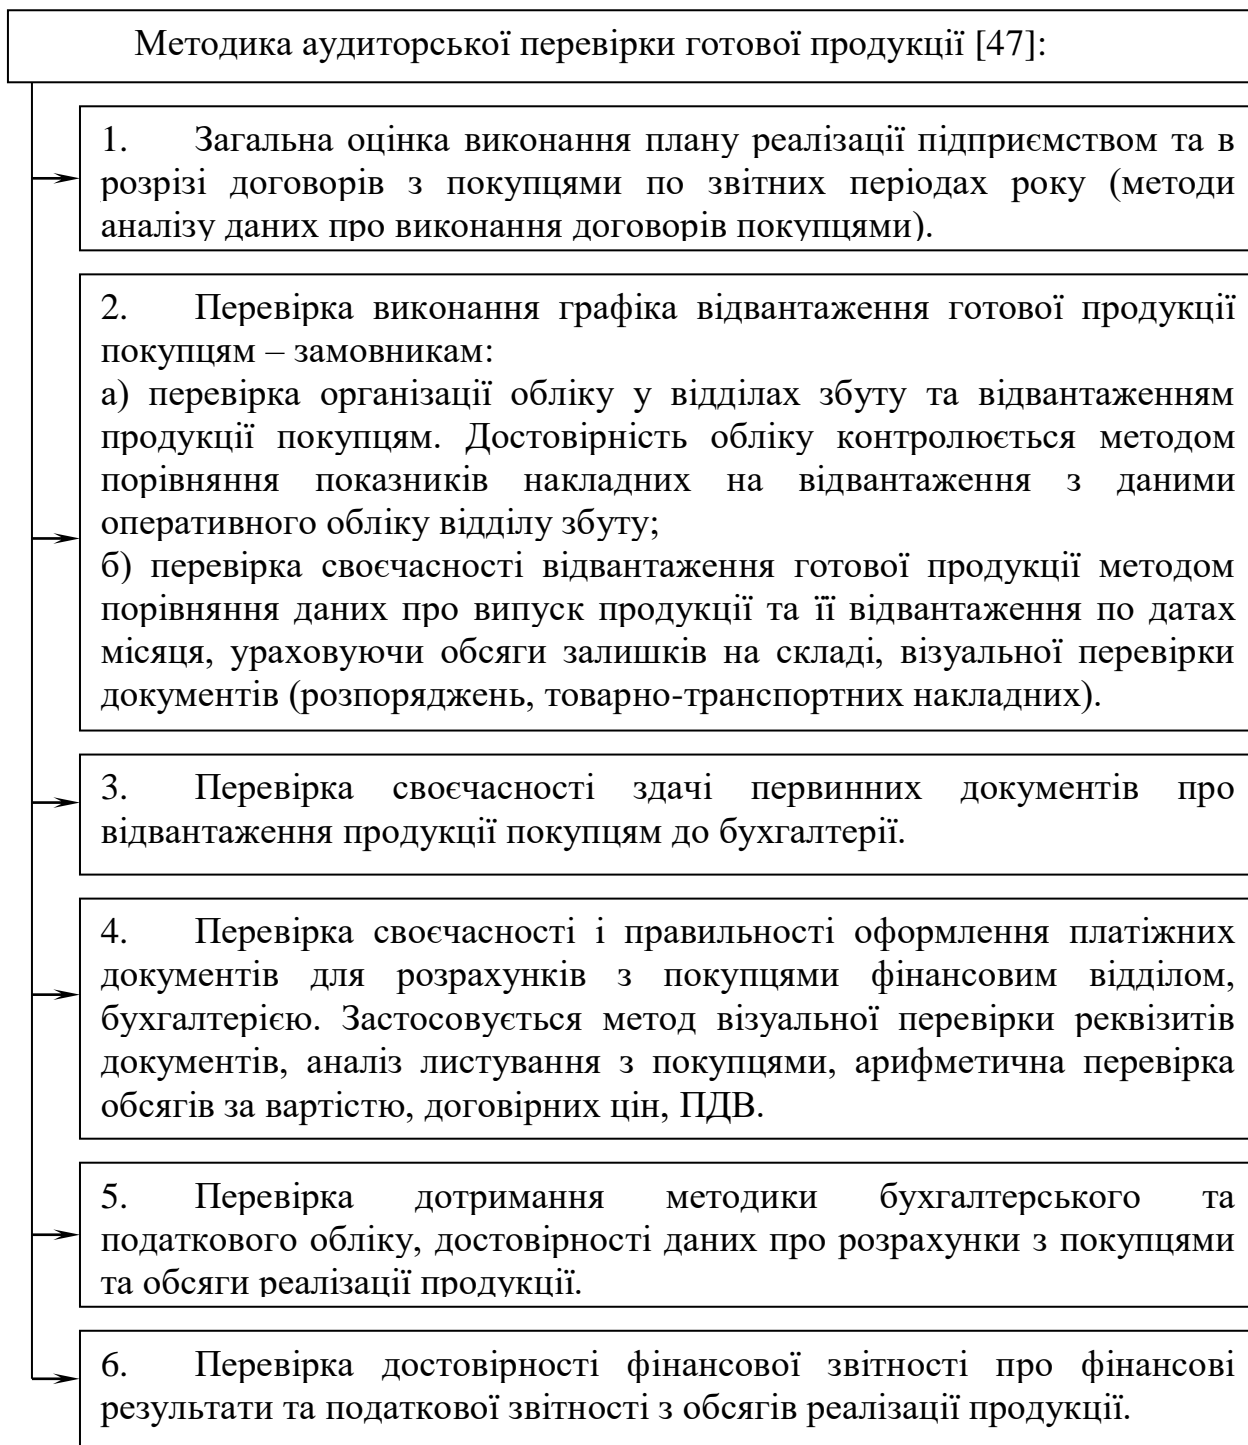 Методика аудиторської перевірки готової продукції [47]:
1. Загальна оцінка виконання плану реалізації підприємством та в
розрізі договорів з покупцями по звітних періодах року (методи
аналізу даних про виконання договорів покупцями).
2. Перевірка виконання графіка відвантаження готової продукції
покупцям – замовникам:
а) перевірка організації обліку у відділах збуту та відвантаженням
продукції покупцям. Достовірність обліку контролюється методом
порівняння показників накладних на відвантаження з даними
оперативного обліку відділу збуту;
б) перевірка своєчасності відвантаження готової продукції методом
порівняння даних про випуск продукції та її відвантаження по датах
місяця, ураховуючи обсяги залишків на складі, візуальної перевірки
документів (розпоряджень, товарно-транспортних накладних).
3. Перевірка своєчасності здачі первинних документів про
відвантаження продукції покупцям до бухгалтерії.
4. Перевірка своєчасності і правильності оформлення платіжних
документів для розрахунків з покупцями фінансовим відділом,
бухгалтерією. Застосовується метод візуальної перевірки реквізитів
документів, аналіз листування з покупцями, арифметична перевірка
обсягів за вартістю, договірних цін, ПДВ.
5. Перевірка дотримання методики бухгалтерського та
податкового обліку, достовірності даних про розрахунки з покупцями
та обсяги реалізації продукції.
6. Перевірка достовірності фінансової звітності про фінансові
результати та податкової звітності з обсягів реалізації продукції.